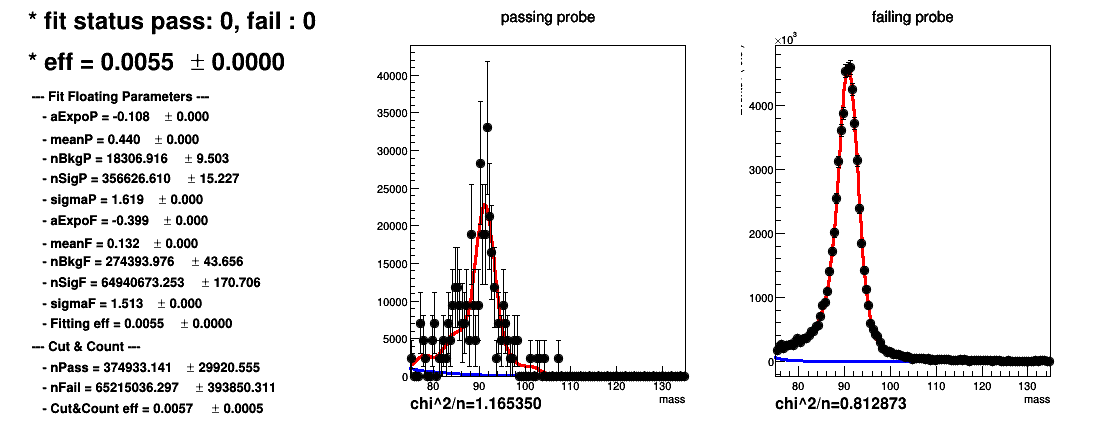 * fit status pass: 0, fail : 0
* eff = 0.0055 ± 0.0000
--- Fit Floating Parameters ---
- aExpoP = -0.108 ± 0.000
- meanP = 0.440 ± 0.000
- nBkgP = 18306.916 ± 9.503
- nSigP = 356626.610 ± 15.227
- sigmaP = 1.619 ± 0.000
- aExpoF = -0.399 ± 0.000
- meanF = 0.132 ± 0.000
- nBkgF = 274393.976 ± 43.656
- nSigF = 64940673.253 ± 170.706
- sigmaF = 1.513 ± 0.000
- Fitting eff = 0.0055 ± 0.0000
--- Cut & Count ---
- nPass = 374933.141 ± 29920.555
- nFail = 65215036.297 ± 393850.311
- Cut&Count eff = 0.0057 ± 0.0005
passing probe
40000
35000
30000
25000
20000
15000
10000
5000
0
80 90 100 110 120 130
mass
chi^2/n=1.165350
failing probe
×10³
4000
3000
2000
1000
0
80 90 100 110 120 130
mass
chi^2/n=0.812873